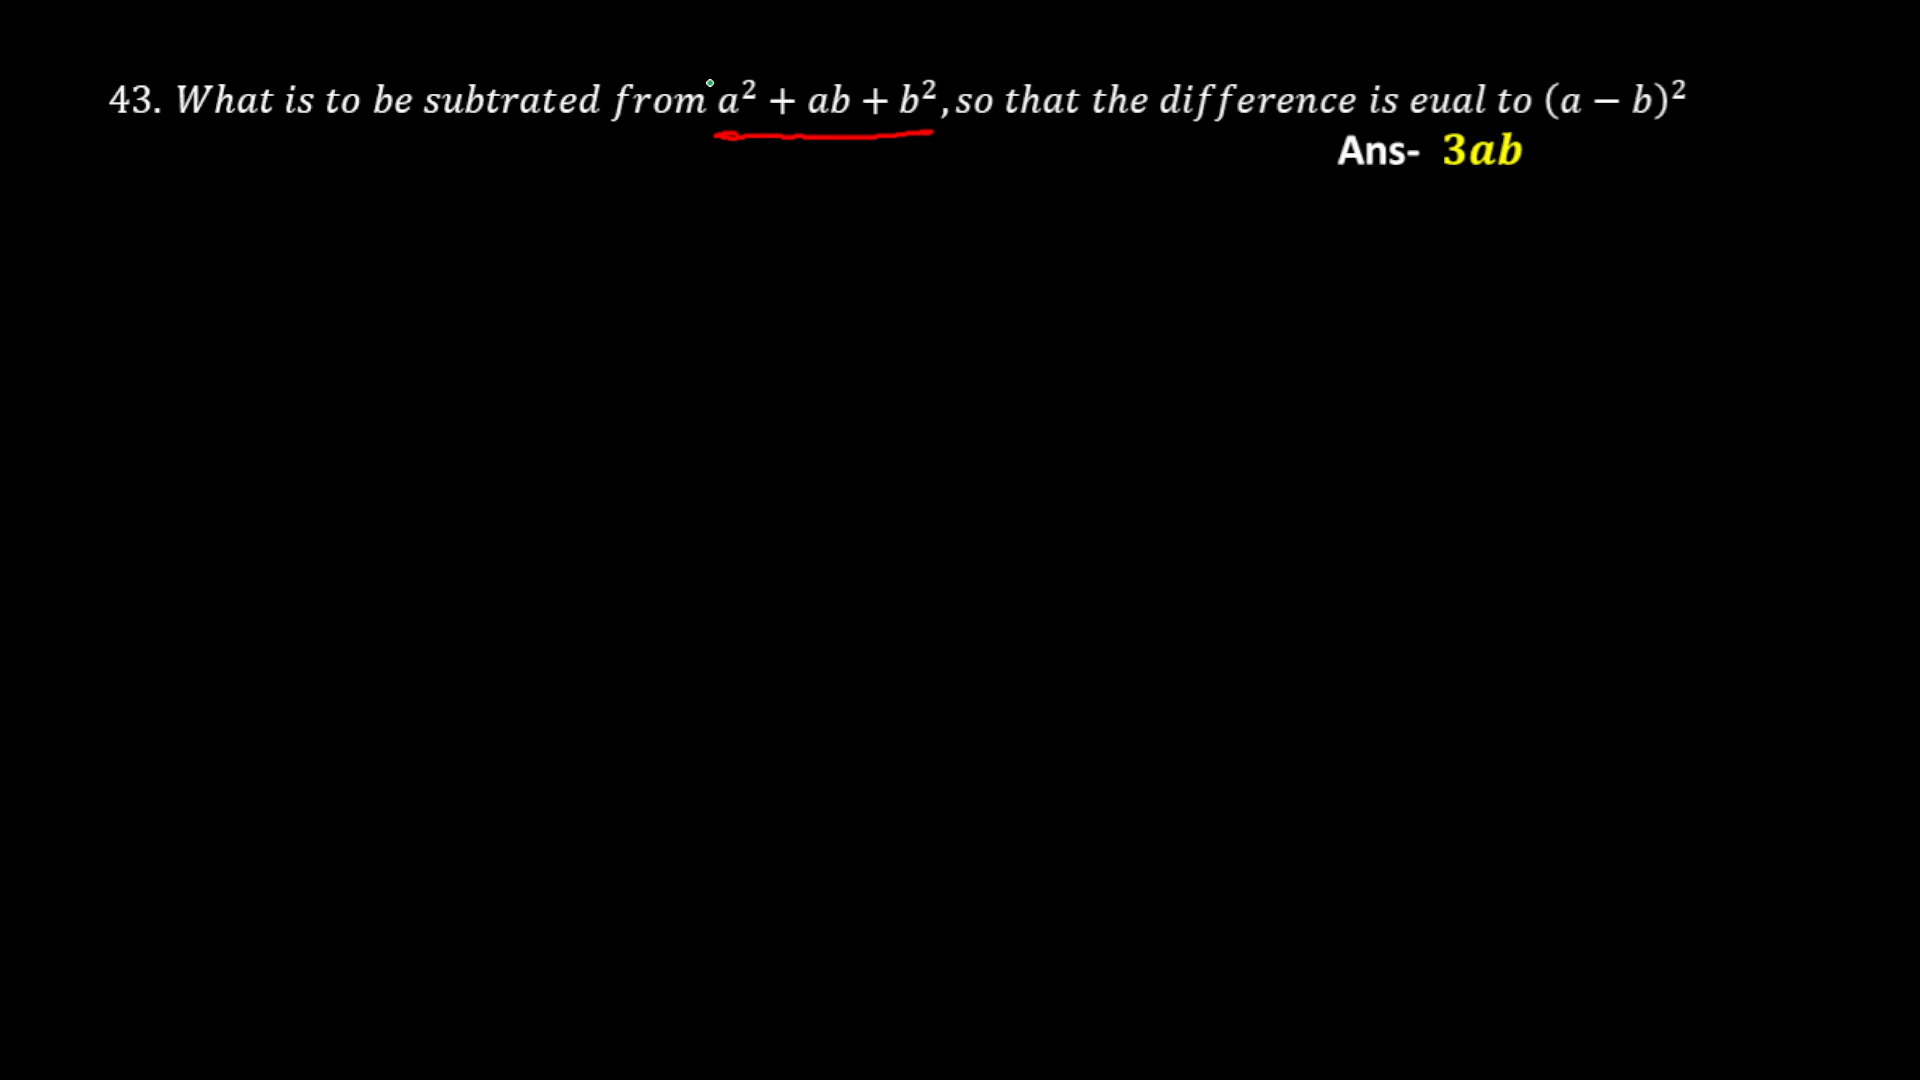 43. What is to be subtrated from a² + ab + b², so that the difference is eual to (a − b)²
Ans- 3ab